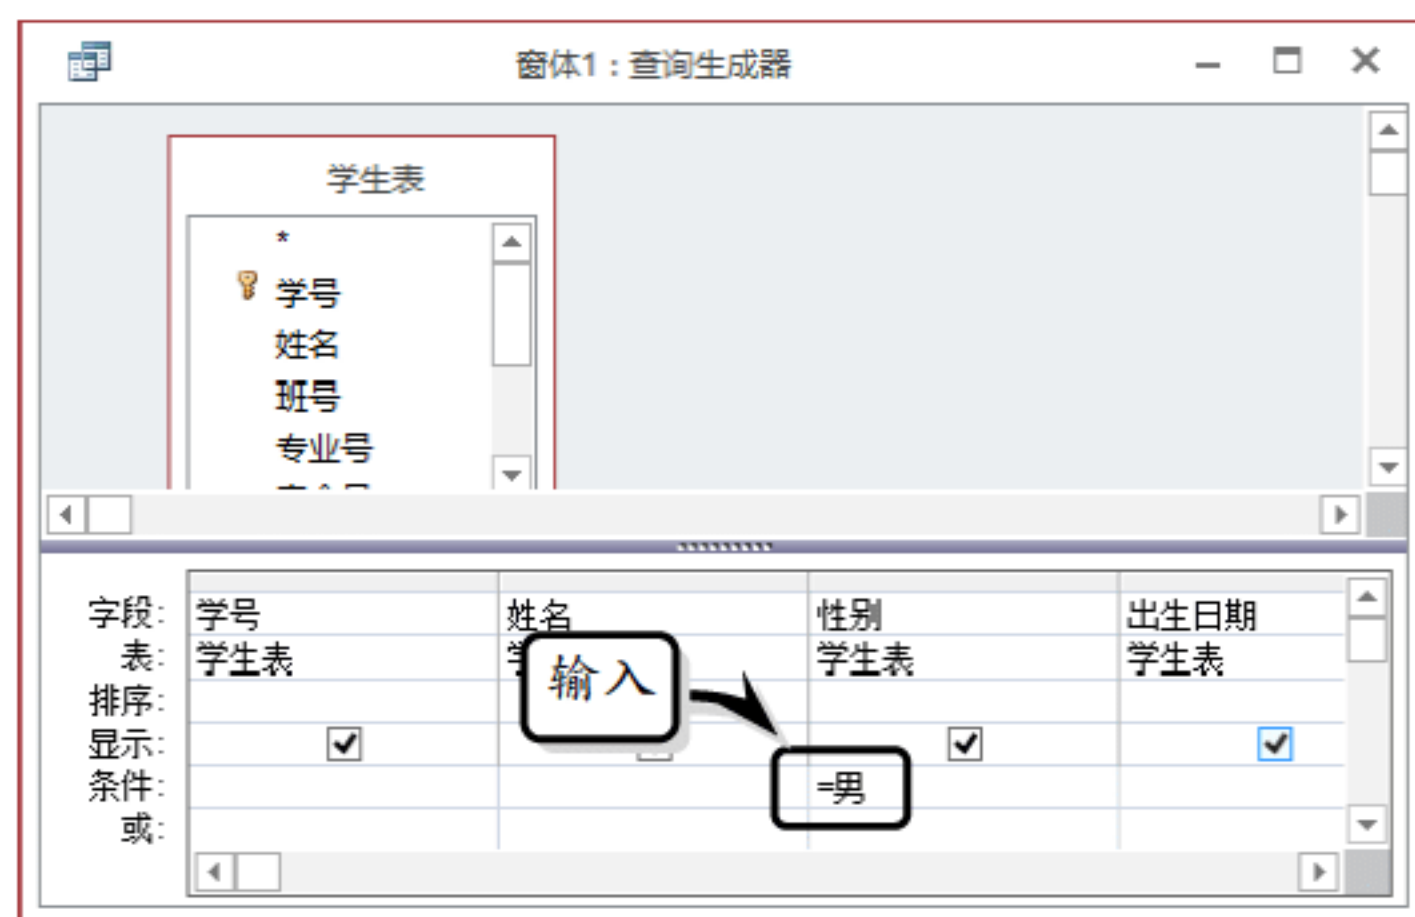 窗体1：查询生成器
学生表
*
学号
姓名
班号
专业号
字段: 学号 姓名 性别 出生日期
表: 学生表 学生表 学生表
排序:
显示:
输入
条件: =男
或: